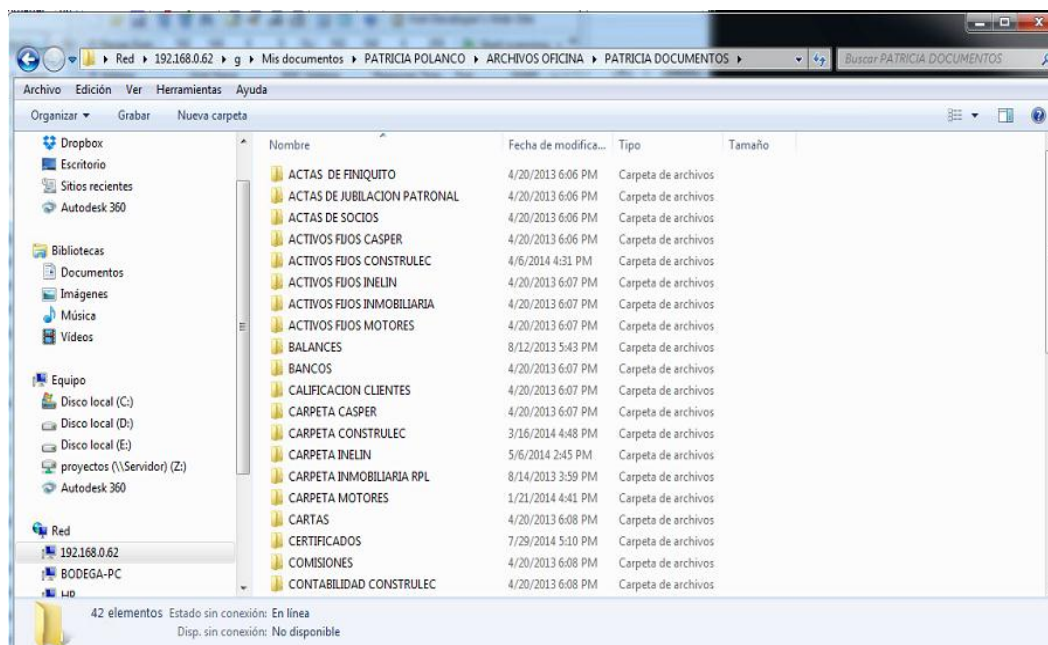 Red ▸ 192.168.0.62 ▸ g ▸ Mis documentos ▸ PATRICIA POLANCO ▸ ARCHIVOS OFICINA ▸ PATRICIA DOCUMENTOS ▸
Buscar PATRICIA DOCUMENTOS
Archivo Edición Ver Herramientas Ayuda
Organizar Grabar Nueva carpeta
Dropbox
Escritorio
Sitios recientes
Autodesk 360
Bibliotecas
Documentos
Imágenes
Música
Vídeos
Equipo
Disco local (C:)
Disco local (D:)
Disco local (E:)
proyectos (\\Servidor) (Z:)
Autodesk 360
Red
192.168.0.62
BODEGA-PC
HP
Nombre Fecha de modifica... Tipo Tamaño
ACTAS DE FINIQUITO 4/20/2013 6:06 PM Carpeta de archivos
ACTAS DE JUBILACION PATRONAL 4/20/2013 6:06 PM Carpeta de archivos
ACTAS DE SOCIOS 4/20/2013 6:06 PM Carpeta de archivos
ACTIVOS FIJOS CASPER 4/20/2013 6:06 PM Carpeta de archivos
ACTIVOS FIJOS CONSTRULEC 4/6/2014 4:31 PM Carpeta de archivos
ACTIVOS FIJOS INELIN 4/20/2013 6:07 PM Carpeta de archivos
ACTIVOS FIJOS INMOBILIARIA 4/20/2013 6:07 PM Carpeta de archivos
ACTIVOS FIJOS MOTORES 4/20/2013 6:07 PM Carpeta de archivos
BALANCES 8/12/2013 5:43 PM Carpeta de archivos
BANCOS 4/20/2013 6:07 PM Carpeta de archivos
CALIFICACION CLIENTES 4/20/2013 6:07 PM Carpeta de archivos
CARPETA CASPER 4/20/2013 6:07 PM Carpeta de archivos
CARPETA CONSTRULEC 3/16/2014 4:48 PM Carpeta de archivos
CARPETA INELIN 5/6/2014 2:45 PM Carpeta de archivos
CARPETA INMOBILIARIA RPL 8/14/2013 3:59 PM Carpeta de archivos
CARPETA MOTORES 1/21/2014 4:41 PM Carpeta de archivos
CARTAS 4/20/2013 6:08 PM Carpeta de archivos
CERTIFICADOS 7/29/2014 5:10 PM Carpeta de archivos
COMISIONES 4/20/2013 6:08 PM Carpeta de archivos
CONTABILIDAD CONSTRULEC 4/20/2013 6:08 PM Carpeta de archivos
42 elementos Estado sin conexión: En línea
Disp. sin conexión: No disponible